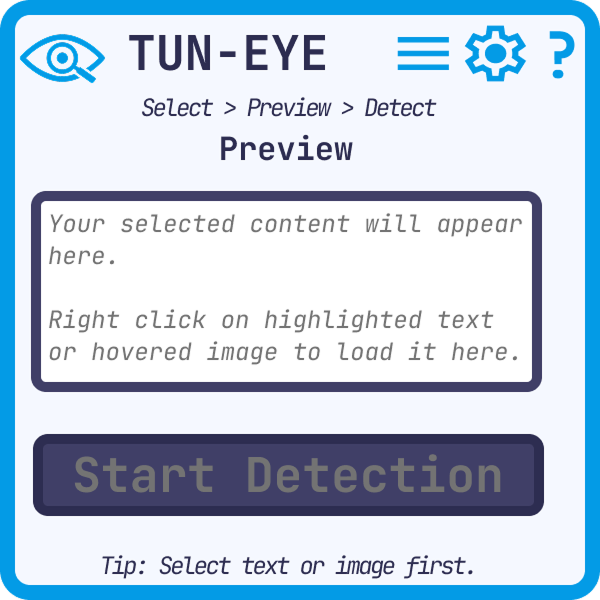 TUN-EYE
?
Select > Preview > Detect
Preview
Your selected content will appear
here.
Right click on highlighted text
or hovered image to load it here.
Start Detection
Tip: Select text or image first.